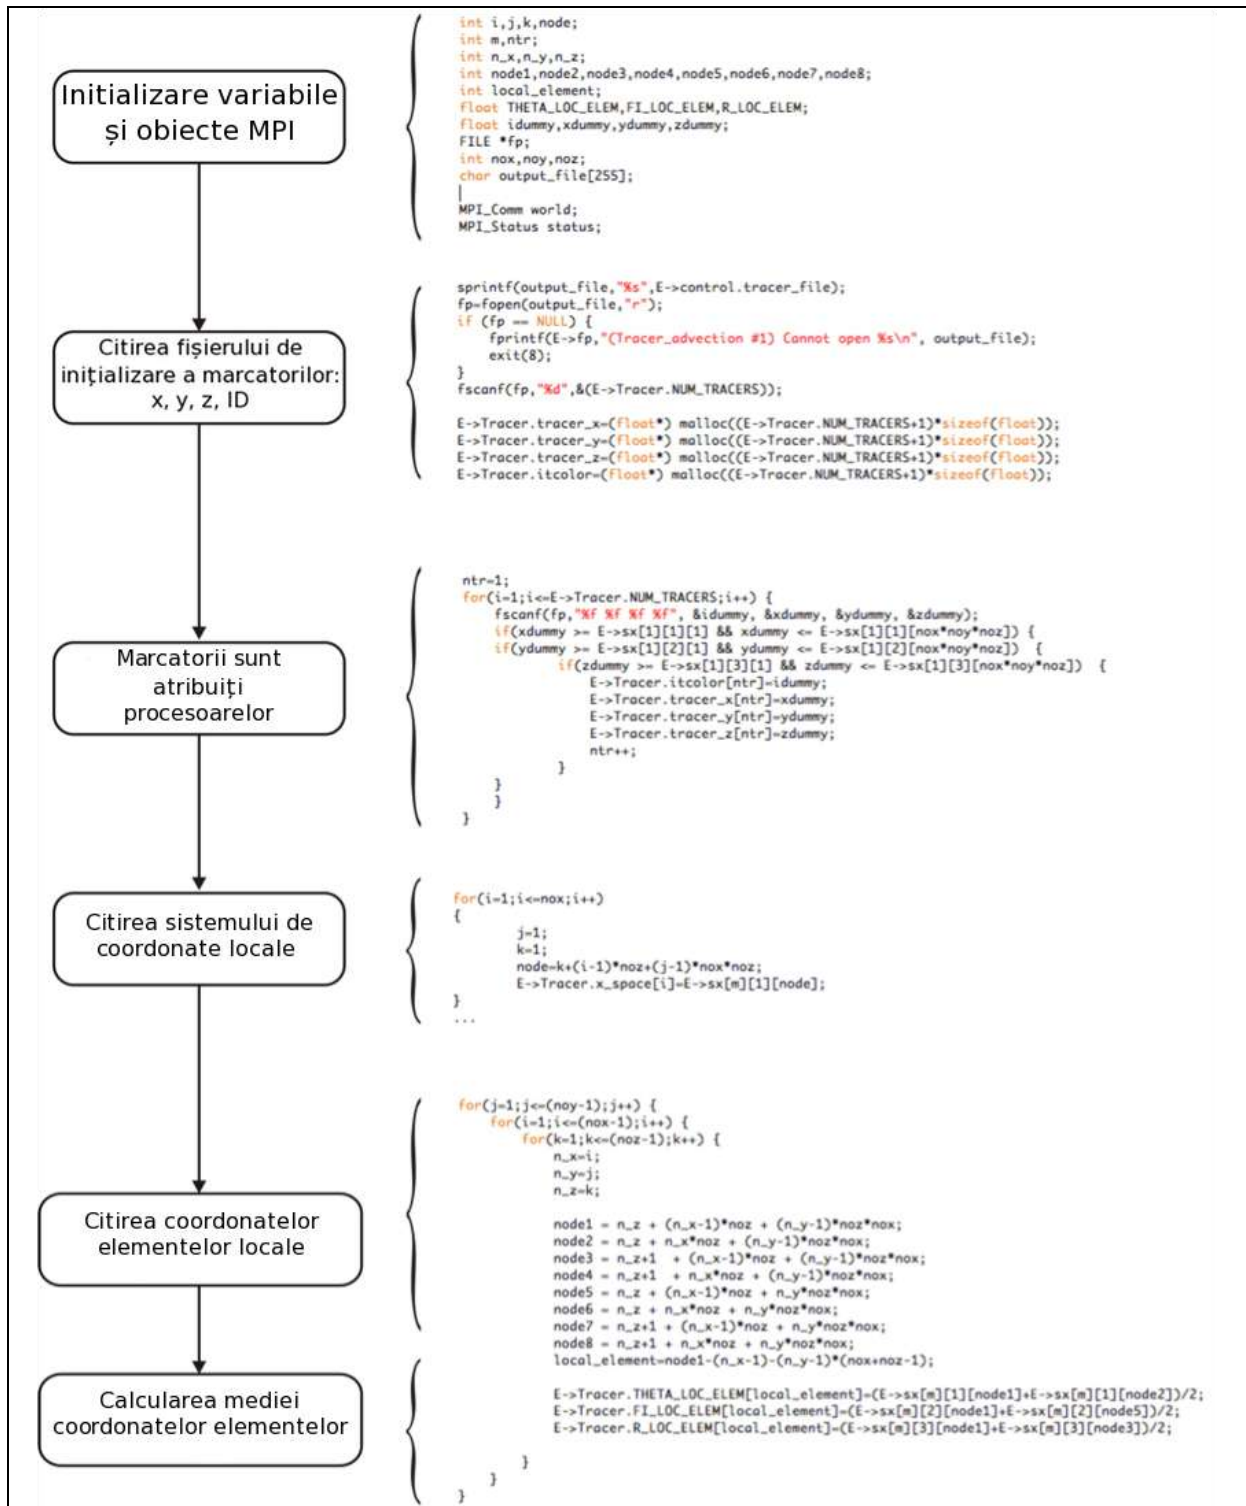 Initializare variabile
și obiecte MPI
int i,j,k,node;
int m,ntr;
int n_x,n_y,n_z;
int node1,node2,node3,node4,node5,node6,node7,node8;
int local_element;
float THETA_LOC_ELEM,FI_LOC_ELEM,R_LOC_ELEM;
float idummy,xdummy,ydummy,zdummy;
FILE *fp;
int nox,noy,noz;
char output_file[255];
MPI_Comm world;
MPI_Status status;
Citirea fișierului de
inițializare a marcatorilor:
x, y, z, ID
sprintf(output_file,"%s",E->control.tracer_file);
fp=fopen(output_file,"r");
if (fp == NULL) {
fprintf(E->fp,"(Tracer_advection #1) Cannot open %s\n", output_file);
exit(8);
}
fscanf(fp,"%d",&(E->Tracer.NUM_TRACERS));
E->Tracer.tracer_x=(float*) malloc((E->Tracer.NUM_TRACERS+1)*sizeof(float));
E->Tracer.tracer_y=(float*) malloc((E->Tracer.NUM_TRACERS+1)*sizeof(float));
E->Tracer.tracer_z=(float*) malloc((E->Tracer.NUM_TRACERS+1)*sizeof(float));
E->Tracer.itcolor=(float*) malloc((E->Tracer.NUM_TRACERS+1)*sizeof(float));
Marcatorii sunt
atribuiți
procesoarelor
ntr=1;
for(i=1;i<=E->Tracer.NUM_TRACERS;i++) {
fscanf(fp,"%f %f %f %f", &idummy, &xdummy, &ydummy, &zdummy);
if(xdummy >= E->sx[1][1][1] && xdummy <= E->sx[1][1][nox*noy*noz]) {
if(ydummy >= E->sx[1][2][1] && ydummy <= E->sx[1][2][nox*noy*noz]) {
if(zdummy >= E->sx[1][3][1] && zdummy <= E->sx[1][3][nox*noy*noz]) {
E->Tracer.itcolor[ntr]=idummy;
E->Tracer.tracer_x[ntr]=xdummy;
E->Tracer.tracer_y[ntr]=ydummy;
E->Tracer.tracer_z[ntr]=zdummy;
ntr++;
}
}
}
}
Citirea sistemului de
coordonate locale
for(i=1;i<=nox;i++)
{
j=1;
k=1;
node=k+(i-1)*noz+(j-1)*nox*noz;
E->Tracer.x_space[i]=E->sx[m][1][node];
}
...
Citirea coordonatelor
elementelor locale
for(j=1;j<=(noy-1);j++) {
for(i=1;i<=(nox-1);i++) {
for(k=1;k<=(noz-1);k++) {
n_x=i;
n_y=j;
n_z=k;
node1 = n_z + (n_x-1)*noz + (n_y-1)*noz*nox;
node2 = n_z + n_x*noz + (n_y-1)*noz*nox;
node3 = n_z+1 + (n_x-1)*noz + (n_y-1)*noz*nox;
node4 = n_z+1 + n_x*noz + (n_y-1)*noz*nox;
node5 = n_z + (n_x-1)*noz + n_y*noz*nox;
node6 = n_z + n_x*noz + n_y*noz*nox;
node7 = n_z+1 + (n_x-1)*noz + n_y*noz*nox;
node8 = n_z+1 + n_x*noz + n_y*noz*nox;
Calcularea mediei
coordonatelor elementelor
local_element=node1-(n_x-1)-(n_y-1)*(nox+noz-1);
E->Tracer.THETA_LOC_ELEM[local_element]=(E->sx[m][1][node1]+E->sx[m][1][node2])/2;
E->Tracer.FI_LOC_ELEM[local_element]=(E->sx[m][2][node1]+E->sx[m][2][node5])/2;
E->Tracer.R_LOC_ELEM[local_element]=(E->sx[m][3][node1]+E->sx[m][3][node3])/2;
}
}
}